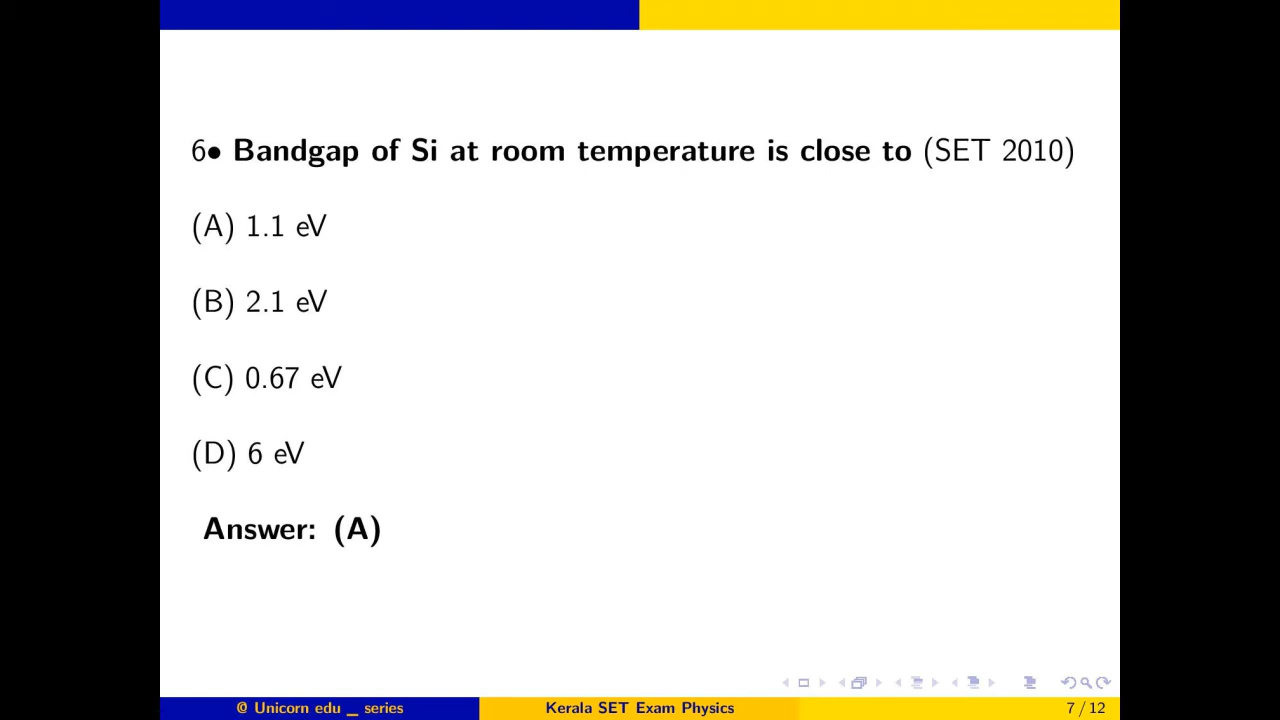 6• Bandgap of Si at room temperature is close to (SET 2010)
(A) 1.1 eV
(B) 2.1 eV
(C) 0.67 eV
(D) 6 eV
Answer: (A)
@ Unicorn edu _ series
Kerala SET Exam Physics
7 / 12